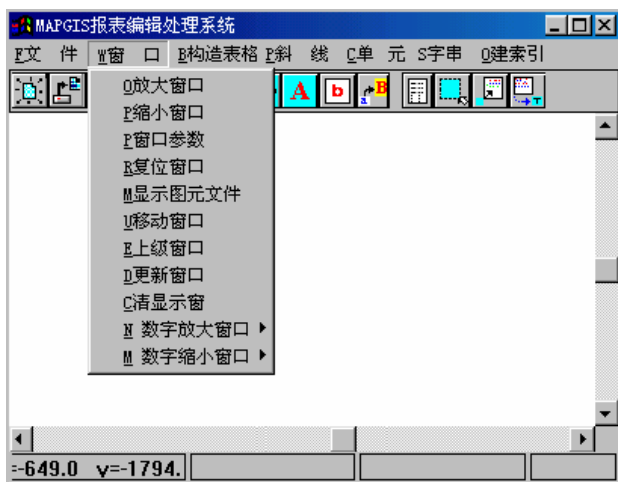 MAPGIS报表编辑处理系统
F文 件 W窗 口 B构造表格 P斜 线 C单 元 S字串 Q建索引
A b a B T
O放大窗口
P缩小窗口
P窗口参数
R复位窗口
M显示图元文件
U移动窗口
E上级窗口
D更新窗口
C清显示窗
N 数字放大窗口
M 数字缩小窗口
=-649.0 y=-1794.